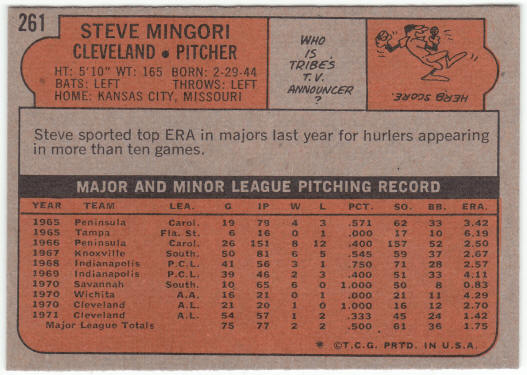 261
STEVE MINGORI
CLEVELAND • PITCHER
HT: 5'10" WT: 165 BORN: 2-29-44
BATS: LEFT THROWS: LEFT
HOME: KANSAS CITY, MISSOURI
WHO
IS
TRIBE'S
T.V.
ANNOUNCER
?
HERB SCORE.
Steve sported top ERA in majors last year for hurlers appearing
in more than ten games.
MAJOR AND MINOR LEAGUE PITCHING RECORD
YEAR TEAM LEA. G IP W L PCT. SO. BB. ERA.
1965 Peninsula Carol. 19 79 4 3 .571 62 33 3.42
1965 Tampa Fla. St. 6 16 0 1 .000 17 10 6.19
1966 Peninsula Carol. 26 151 8 12 .400 157 52 2.50
1967 Knoxville South. 50 81 6 5 .545 59 37 2.67
1968 Indianapolis P.C.L. 41 56 3 1 .750 71 28 2.57
1969 Indianapolis P.C.L. 39 46 2 3 .400 51 33 4.11
1970 Savannah South. 10 65 6 0 1.000 50 8 0.83
1970 Wichita A.A. 16 21 0 1 .000 21 11 4.29
1970 Cleveland A.L. 21 20 1 0 1.000 16 12 2.70
1971 Cleveland A.L. 54 57 1 2 .333 45 24 1.42
Major League Totals 75 77 2 2 .500 61 36 1.75
* ©T.C.G. PRTD. IN U.S.A.